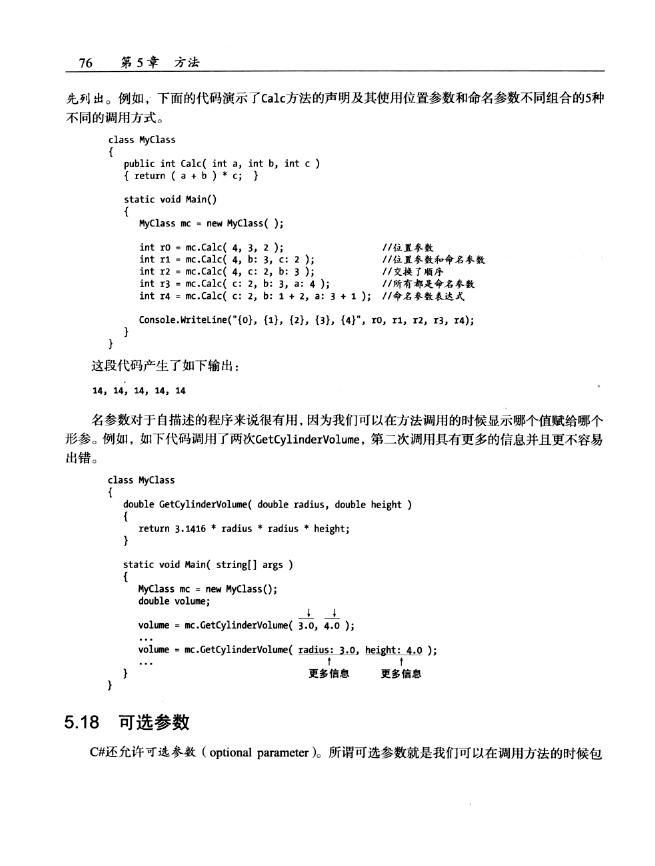 76 第5章 方法
先列出。例如，下面的代码演示了Calc方法的声明及其使用位置参数和命名参数不同组合的5种
不同的调用方式。
class MyClass
{
public int Calc( int a, int b, int c )
{ return ( a + b ) * c; }
static void Main()
{
MyClass mc = new MyClass( );
int r0 = mc.Calc( 4, 3, 2 ); //位置参数
int r1 = mc.Calc( 4, b: 3, c: 2 ); //位置参数和命名参数
int r2 = mc.Calc( 4, c: 2, b: 3 ); //交换了顺序
int r3 = mc.Calc( c: 2, b: 3, a: 4 ); //所有都是命名参数
int r4 = mc.Calc( c: 2, b: 1 + 2, a: 3 + 1 ); //命名参数表达式
Console.WriteLine("{0}, {1}, {2}, {3}, {4}", r0, r1, r2, r3, r4);
}
}
这段代码产生了如下输出：
14, 14, 14, 14, 14
名参数对于自描述的程序来说很有用，因为我们可以在方法调用的时候显示哪个值赋给哪个
形参。例如，如下代码调用了两次GetCylinderVolume，第二次调用具有更多的信息并且更不容易
出错。
class MyClass
{
double GetCylinderVolume( double radius, double height )
{
return 3.1416 * radius * radius * height;
}
static void Main( string[] args )
{
MyClass mc = new MyClass();
double volume;
↓ ↓
volume = mc.GetCylinderVolume( 3.0, 4.0 );
...
volume = mc.GetCylinderVolume( radius: 3.0, height: 4.0 );
... ↑ ↑
} 更多信息 更多信息
}
5.18 可选参数
C#还允许可选参数（optional parameter）。所谓可选参数就是我们可以在调用方法的时候包